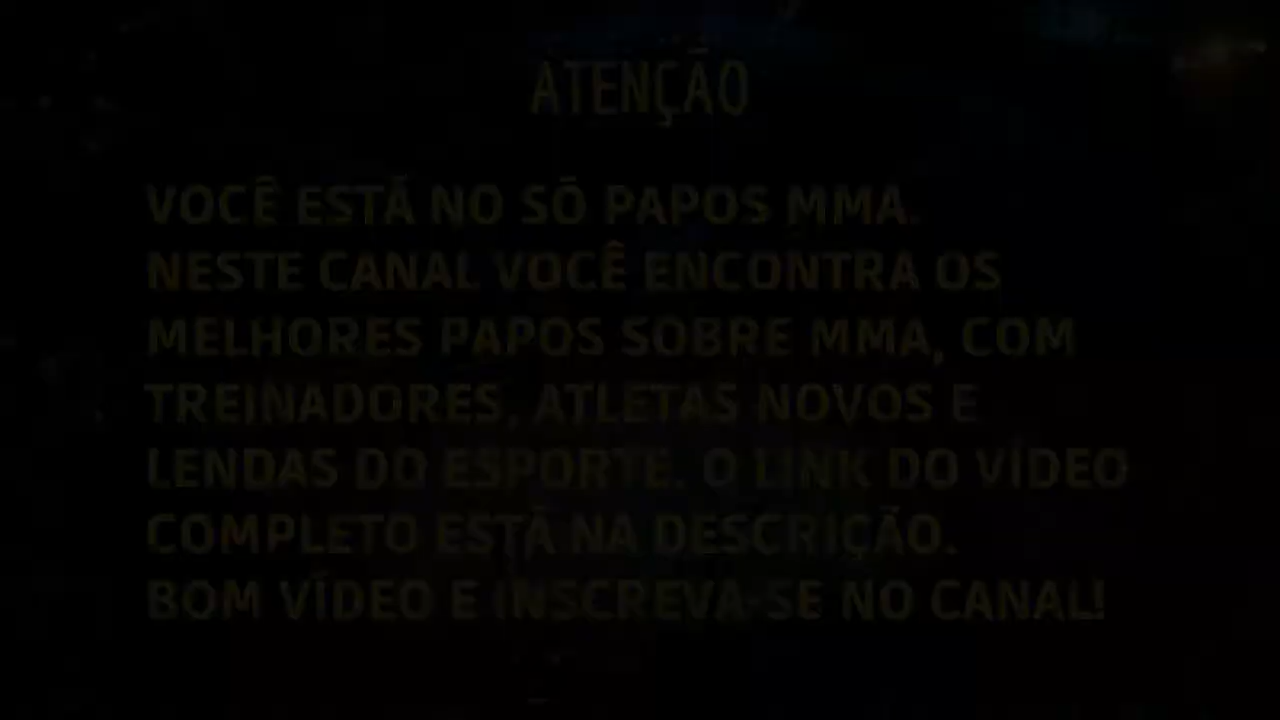 ATENÇÃO
VOCÊ ESTÁ NO SÓ PAPOS MMA.
NESTE CANAL VOCÊ ENCONTRA OS
MELHORES PAPOS SOBRE MMA, COM
TREINADORES, ATLETAS NOVOS E
LENDAS DO ESPORTE. O LINK DO VÍDEO
COMPLETO ESTÁ NA DESCRIÇÃO.
BOM VÍDEO E INSCREVA-SE NO CANAL!